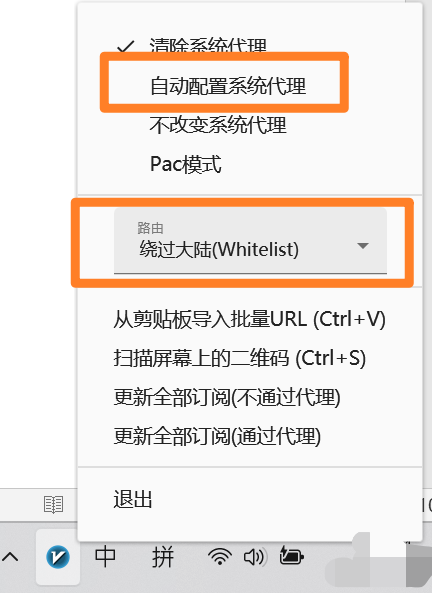 清除系统代理
自动配置系统代理
不改变系统代理
Pac模式
路由
绕过大陆(Whitelist)
从剪贴板导入批量URL (Ctrl+V)
扫描屏幕上的二维码 (Ctrl+S)
更新全部订阅(不通过代理)
更新全部订阅(通过代理)
退出
中 拼